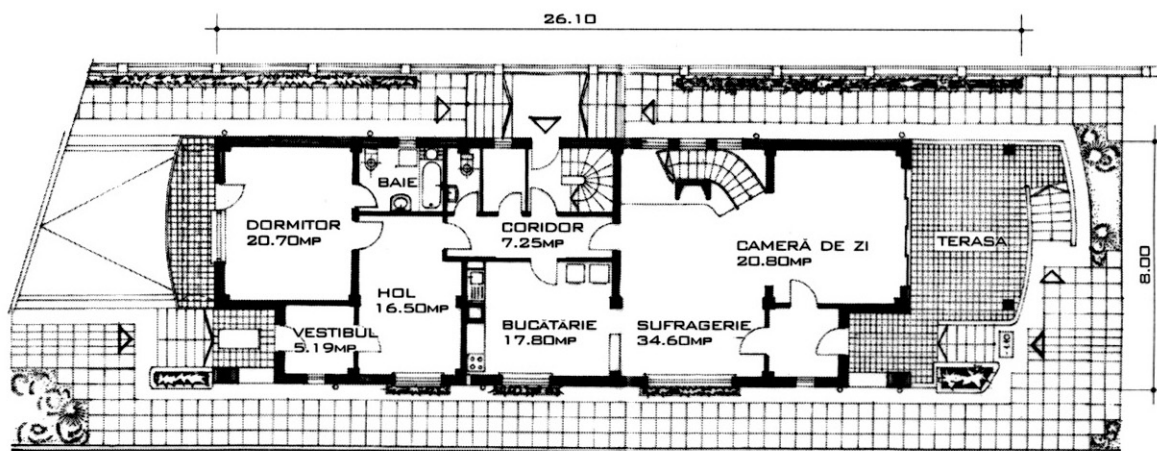 26.10
BAIE
DORMITOR
20.70MP
CORIDOR
7.25MP
CAMERĂ DE ZI
20.80MP
TERASA
8.00
HOL
16.50MP
VESTIBUL
5.19MP
BUCĂTĂRIE
17.80MP
SUFRAGERIE
34.60MP